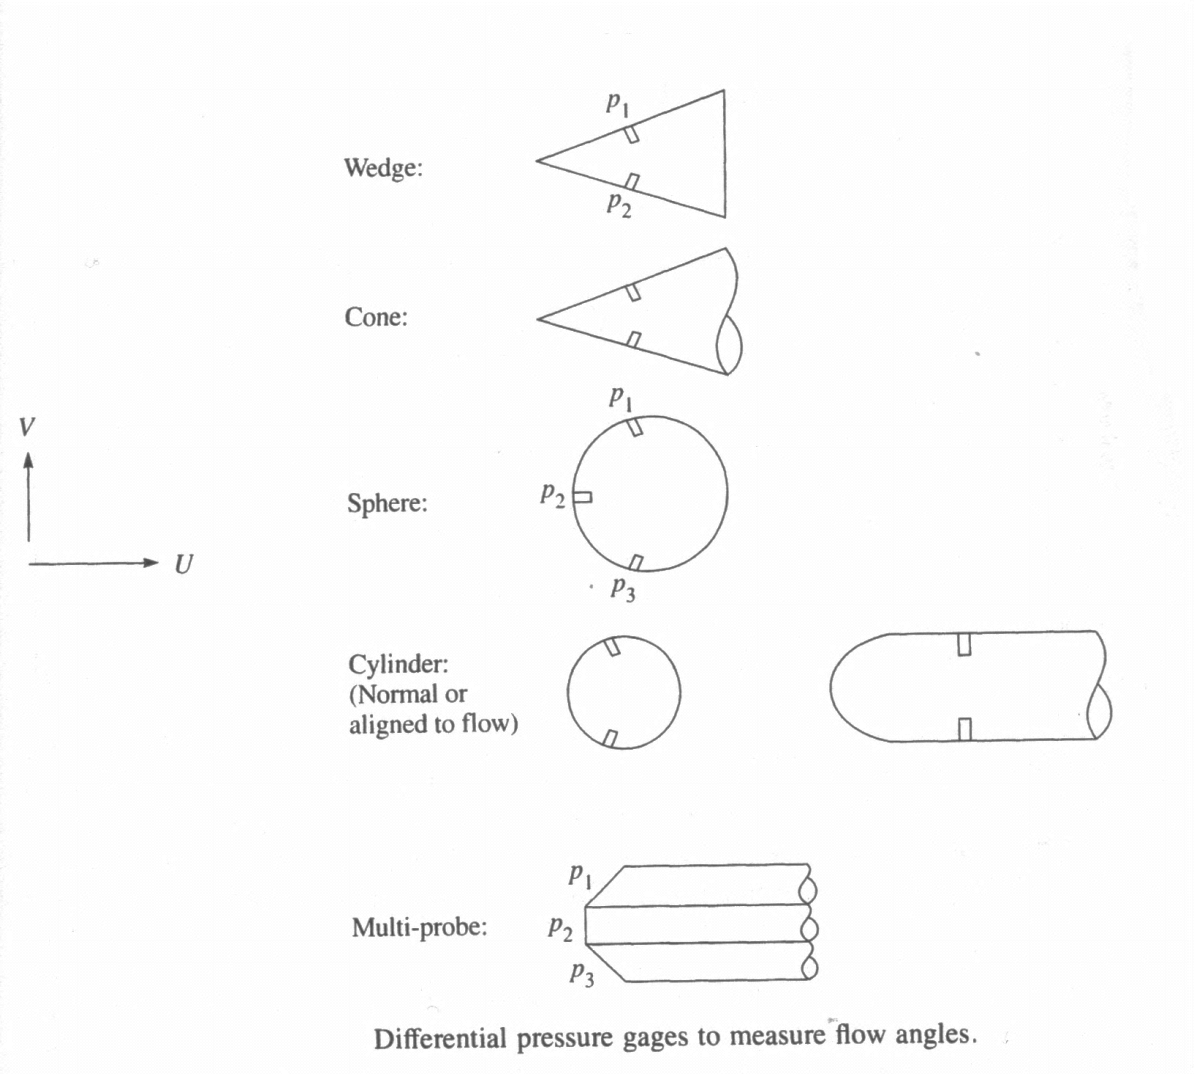 p1
Wedge:
p2
Cone:
p1
V
p2
Sphere:
U
p3
Cylinder:
(Normal or
aligned to flow)
p1
Multi-probe:
p2
p3
Differential pressure gages to measure flow angles.